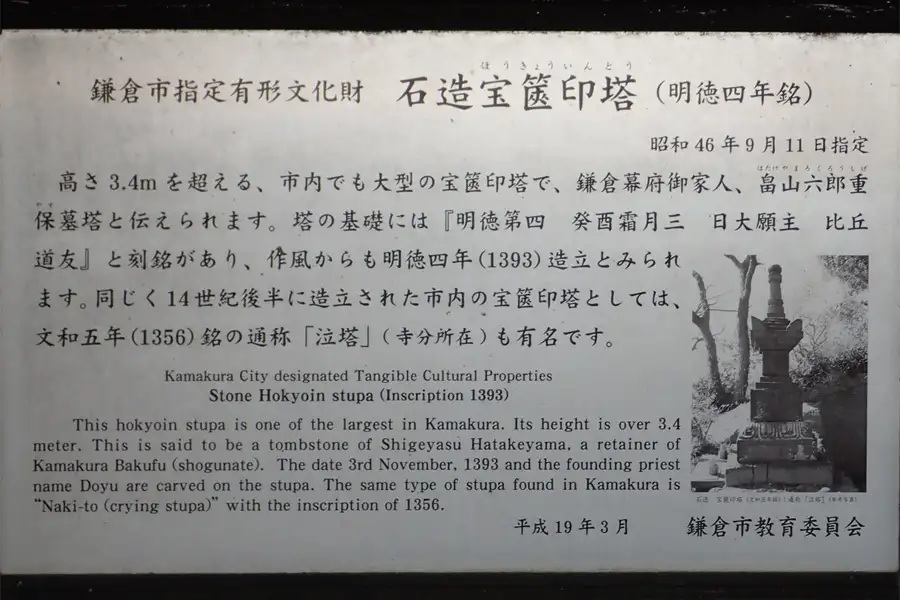 ほうきょういんとう
鎌倉市指定有形文化財 石造宝篋印塔(明徳四年銘)
昭和46年9月11日指定
はたけやまろくろうしげ
高さ3.4mを超える、市内でも大型の宝篋印塔で、鎌倉幕府御家人、畠山六郎重
やす
保墓塔と伝えられます。塔の基礎には『明徳第四 癸酉霜月三 日大願主 比丘
道友』と刻銘があり、作風からも明徳四年(1393)造立とみられ
ます。同じく14世紀後半に造立された市内の宝篋印塔としては、
文和五年(1356)銘の通称「泣塔」(寺分所在)も有名です。
Kamakura City designated Tangible Cultural Properties
Stone Hokyoin stupa (Inscription 1393)
This hokyoin stupa is one of the largest in Kamakura. Its height is over 3.4
meter. This is said to be a tombstone of Shigeyasu Hatakeyama, a retainer of
Kamakura Bakufu (shogunate). The date 3rd November, 1393 and the founding priest
name Doyu are carved on the stupa. The same type of stupa found in Kamakura is
"Naki-to (crying stupa)" with the inscription of 1356.
平成19年3月 鎌倉市教育委員会